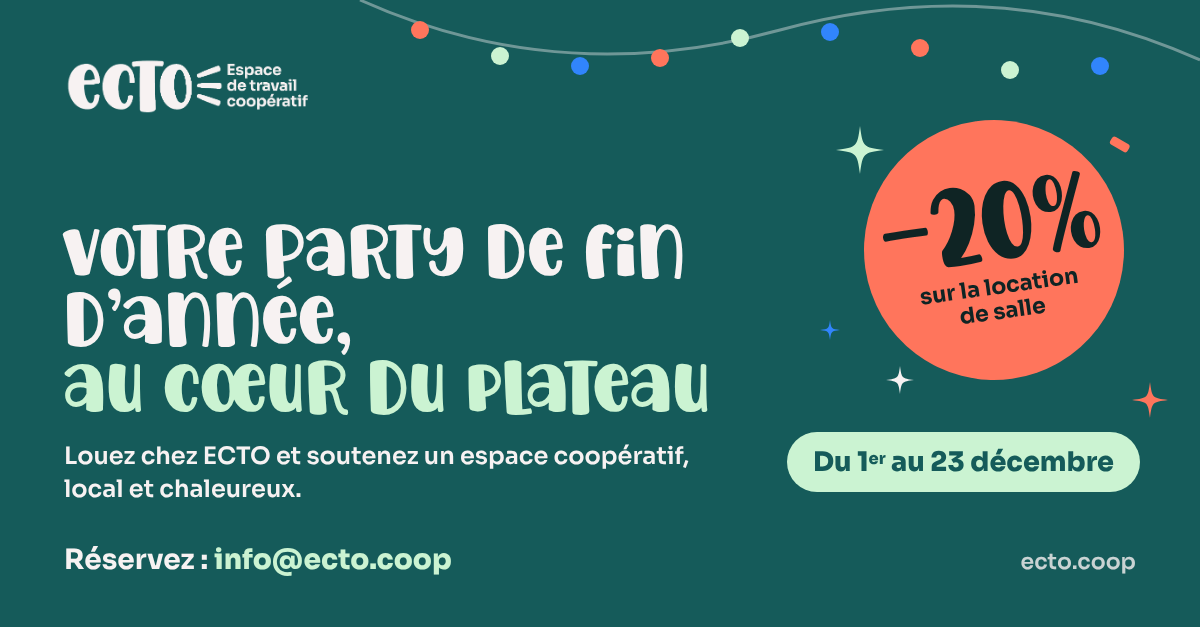 ecto
Espace
de travail
coopératif
-20%
sur la location
de salle
Votre party de fin
d'année,
au cœur du Plateau
Louez chez ECTO et soutenez un espace coopératif,
local et chaleureux.
Du 1er au 23 décembre
Réservez : info@ecto.coop
ecto.coop